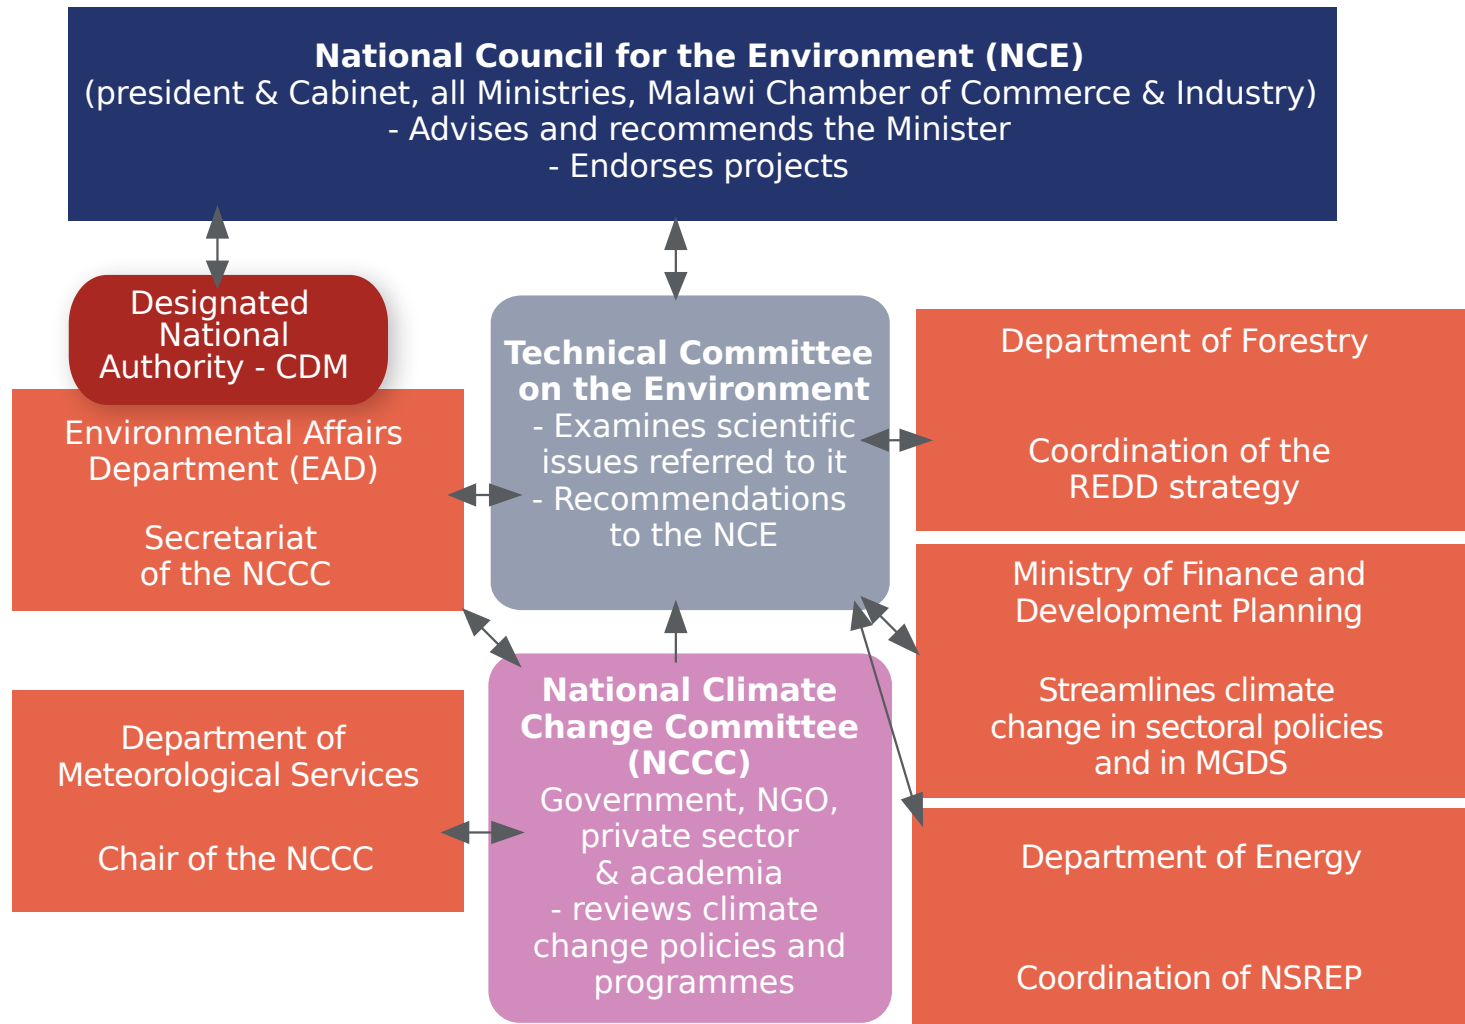 National Council for the Environment (NCE)
(president & Cabinet, all Ministries, Malawi Chamber of Commerce & Industry)
- Advises and recommends the Minister
- Endorses projects
Designated
National
Authority - CDM
Environmental Affairs
Department (EAD)
Secretariat
of the NCCC
Technical Committee
on the Environment
- Examines scientific
issues referred to it
- Recommendations
to the NCE
Department of Forestry
Coordination of the
REDD strategy
Ministry of Finance and
Development Planning
Streamlines climate
change in sectoral policies
and in MGDS
Department of
Meteorological Services
Chair of the NCCC
National Climate
Change Committee
(NCCC)
Government, NGO,
private sector
& academia
- reviews climate
change policies and
programmes
Department of Energy
Coordination of NSREP